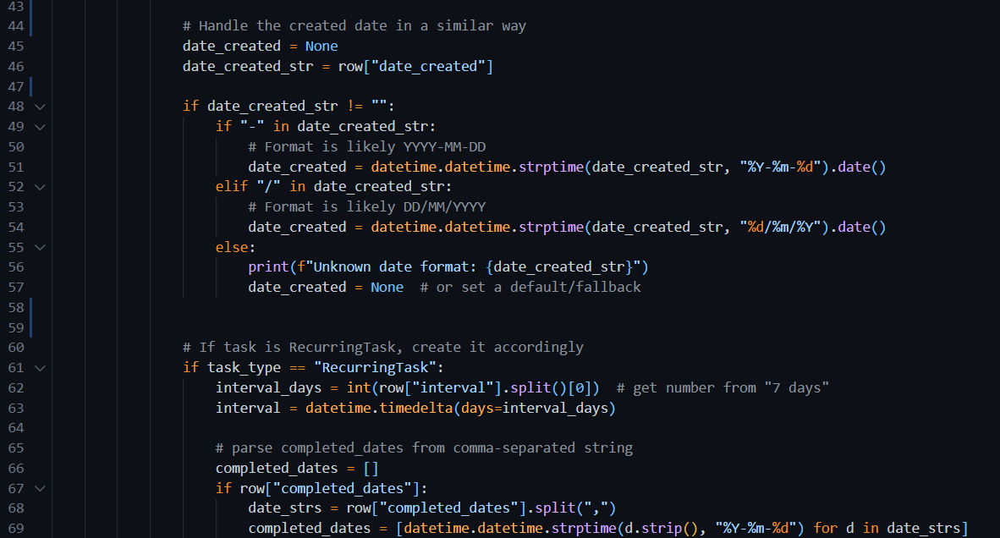 43
44 # Handle the created date in a similar way
45 date_created = None
46 date_created_str = row["date_created"]
47
48 if date_created_str != "":
49 if "-" in date_created_str:
50 # Format is likely YYYY-MM-DD
51 date_created = datetime.datetime.strptime(date_created_str, "%Y-%m-%d").date()
52 elif "/" in date_created_str:
53 # Format is likely DD/MM/YYYY
54 date_created = datetime.datetime.strptime(date_created_str, "%d/%m/%Y").date()
55 else:
56 print(f"Unknown date format: {date_created_str}")
57 date_created = None  # or set a default/fallback
58
59
60 # If task is RecurringTask, create it accordingly
61 if task_type == "RecurringTask":
62 interval_days = int(row["interval"].split()[0])  # get number from "7 days"
63 interval = datetime.timedelta(days=interval_days)
64
65 # parse completed_dates from comma-separated string
66 completed_dates = []
67 if row["completed_dates"]:
68 date_strs = row["completed_dates"].split(",")
69 completed_dates = [datetime.datetime.strptime(d.strip(), "%Y-%m-%d") for d in date_strs]